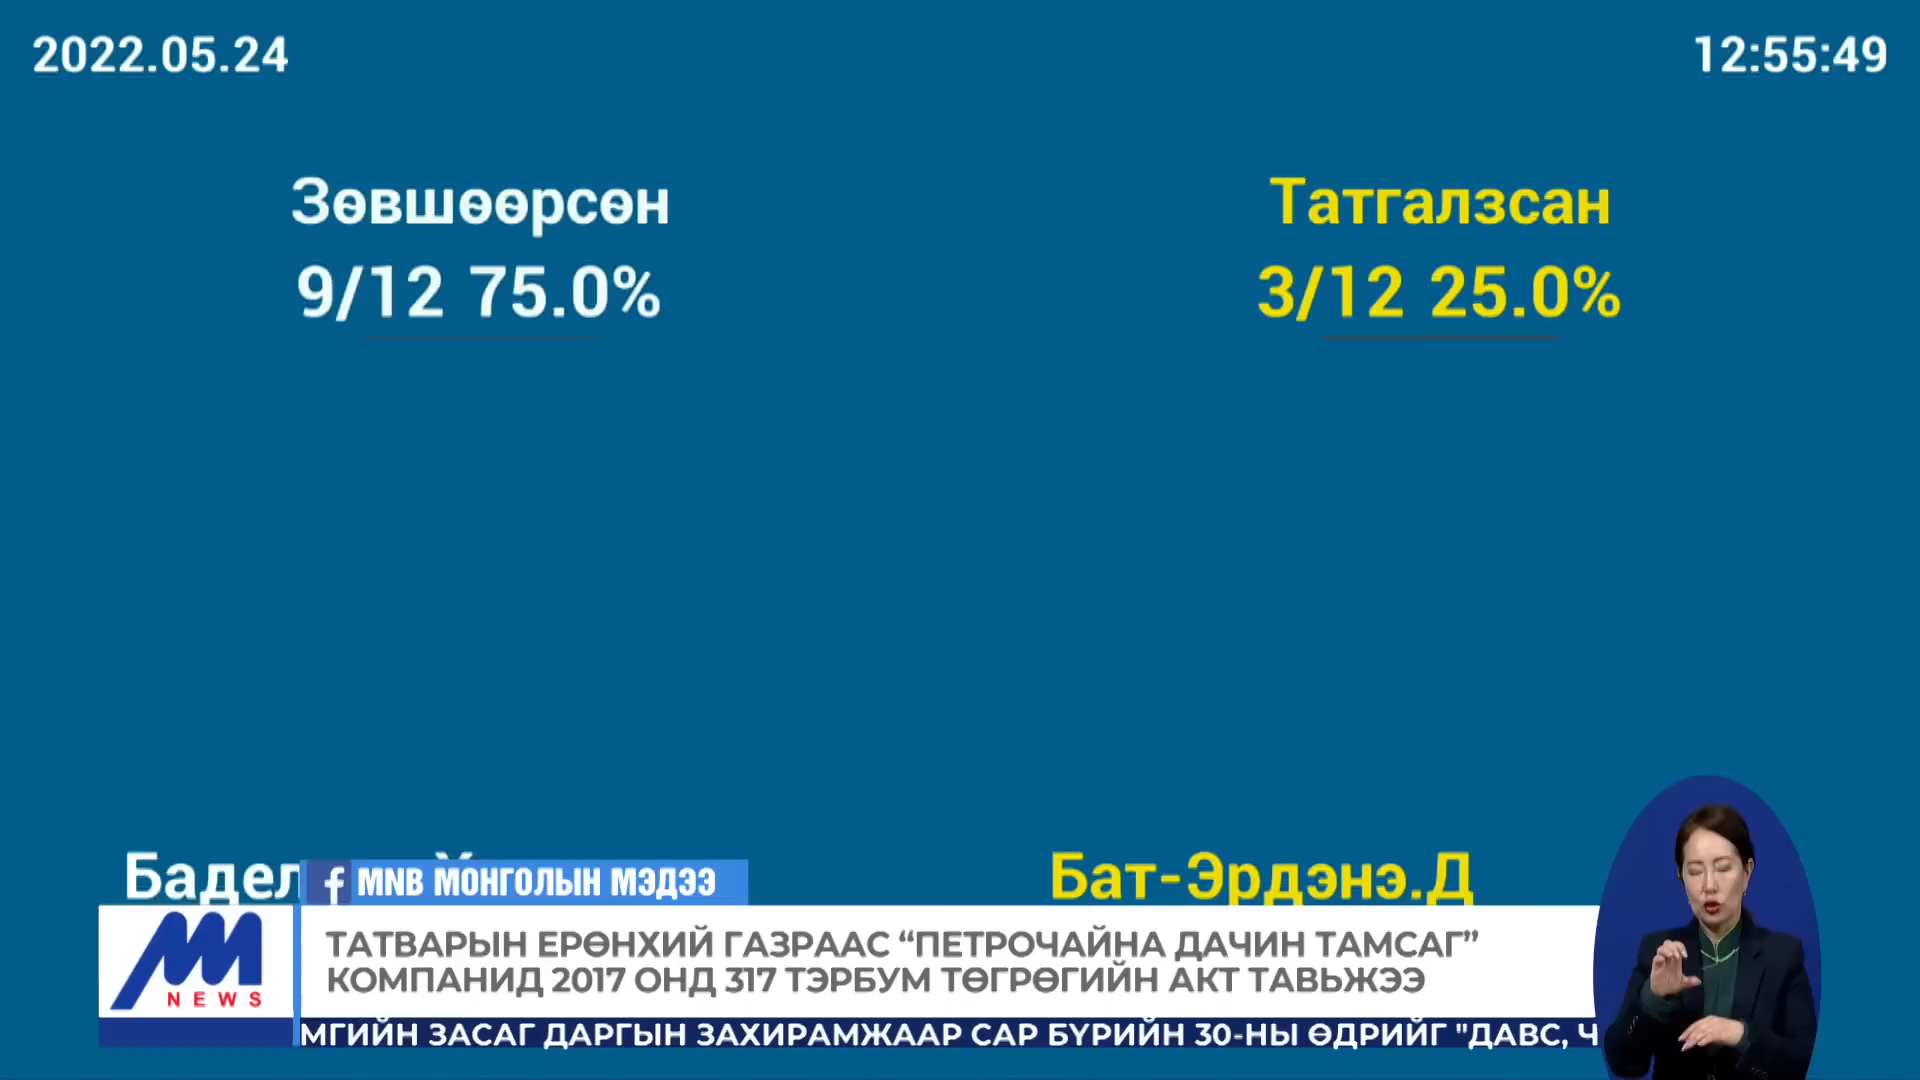 2022.05.24
12:55:49
Зөвшөөрсөн
9/12 75.0%
Татгалзсан
3/12 25.0%
Бат-Эрдэнэ.Д
MNB МОНГОЛЫН МЭДЭЭ
NEWS
ТАТВАРЫН ЕРӨНХИЙ ГАЗРААС “ПЕТРОЧАЙНА ДАЧИН ТАМСАГ”
КОМПАНИД 2017 ОНД 317 ТЭРБУМ ТӨГРӨГИЙН АКТ ТАВЬЖЭЭ
МГИЙН ЗАСАГ ДАРГЫН ЗАХИРАМЖААР САР БҮРИЙН 30-НЫ ӨДРИЙГ "ДАВС, Ч